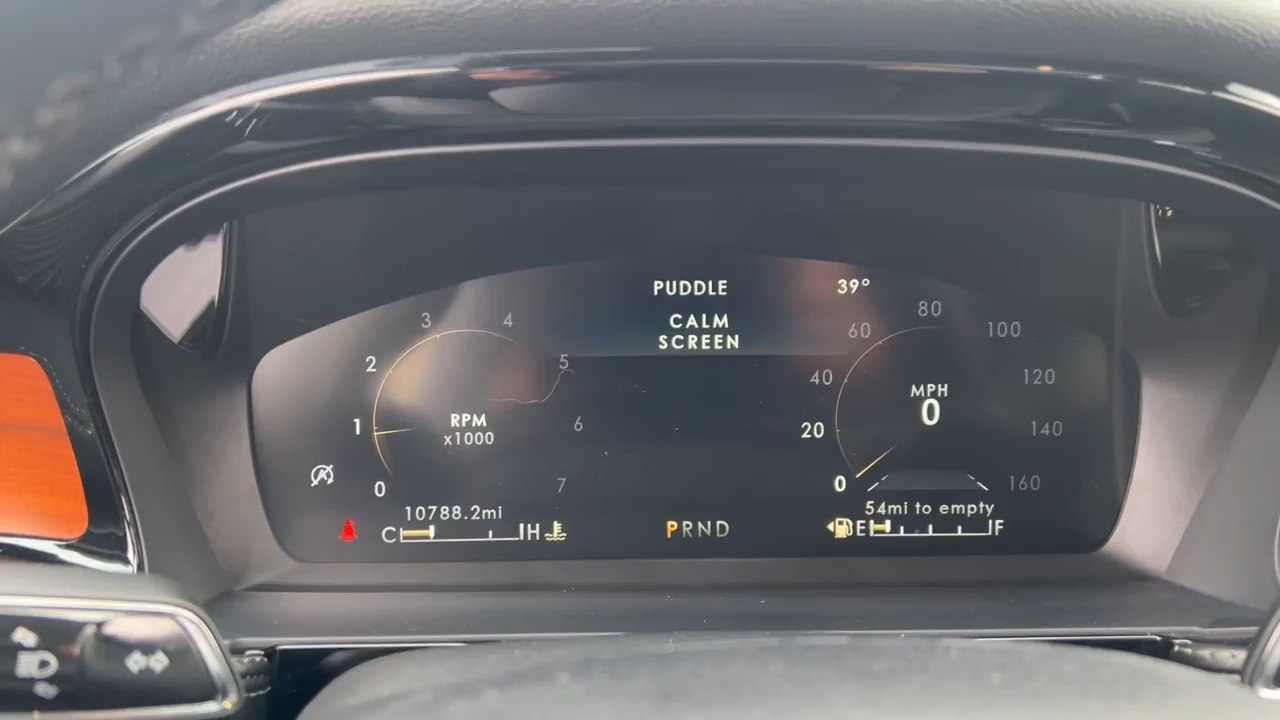 PUDDLE 39°
CALM
SCREEN
3 4
2 5
1 6
0 7
RPM
x1000
80
60 100
40 120
20 140
0 160
MPH
0
10788.2mi
C H
PRND
54mi to empty
E F